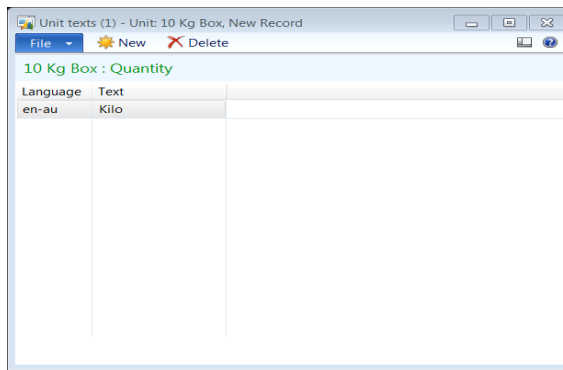 Unit texts (1) - Unit: 10 Kg Box, New Record
File New Delete
10 Kg Box : Quantity
Language Text
en-au Kilo